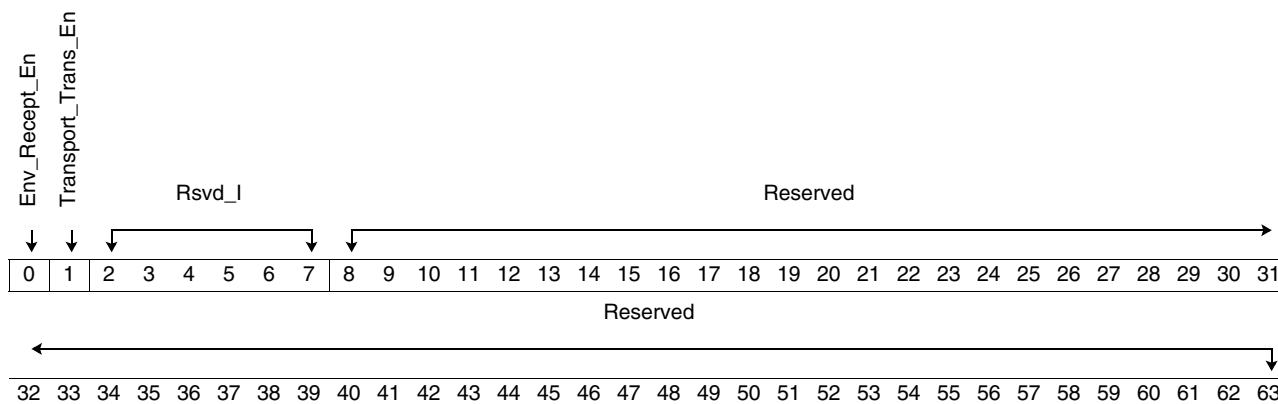 Env_Recept_En
Transport_Trans_En
Rsvd_I
Reserved
0 1 2 3 4 5 6 7 8 9 10 11 12 13 14 15 16 17 18 19 20 21 22 23 24 25 26 27 28 29 30 31
Reserved
32 33 34 35 36 37 38 39 40 41 42 43 44 45 46 47 48 49 50 51 52 53 54 55 56 57 58 59 60 61 62 63